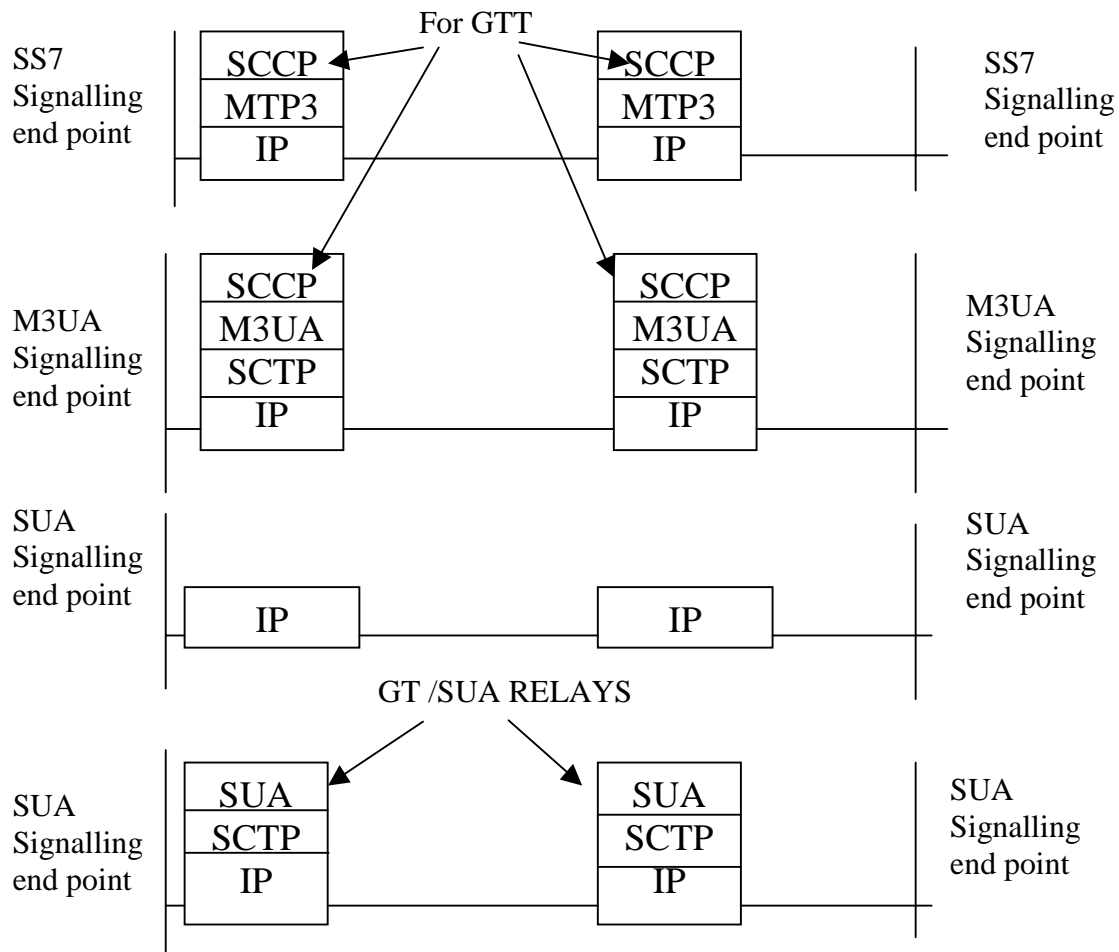 For GTT
SS7
Signalling
end point
SCCP
MTP3
IP
SCCP
MTP3
IP
SS7
Signalling
end point
M3UA
Signalling
end point
SCCP
M3UA
SCTP
IP
SCCP
M3UA
SCTP
IP
M3UA
Signalling
end point
SUA
Signalling
end point
IP
IP
SUA
Signalling
end point
GT /SUA RELAYS
SUA
Signalling
end point
SUA
SCTP
IP
SUA
SCTP
IP
SUA
Signalling
end point